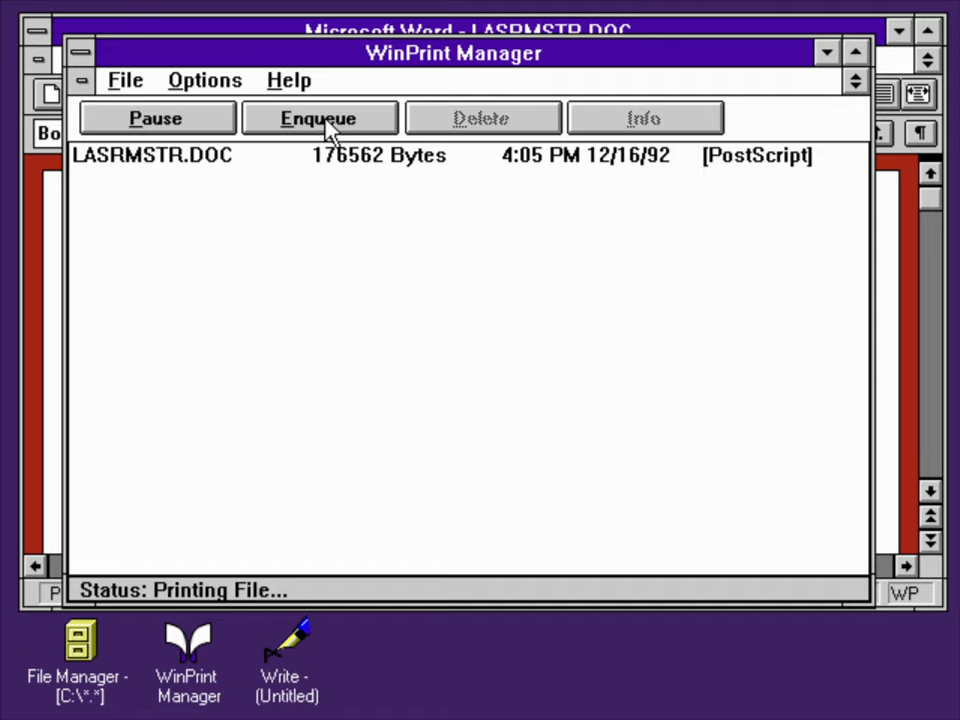 Microsoft Word - LASRMSTR.DOC
WinPrint Manager
File Options Help
Pause Enqueue Delete Info
Bo
LASRMSTR.DOC 176562 Bytes 4:05 PM 12/16/92 [PostScript]
Status: Printing File...
P WP
File Manager - [C:\*.*]
WinPrint Manager
Write - (Untitled)